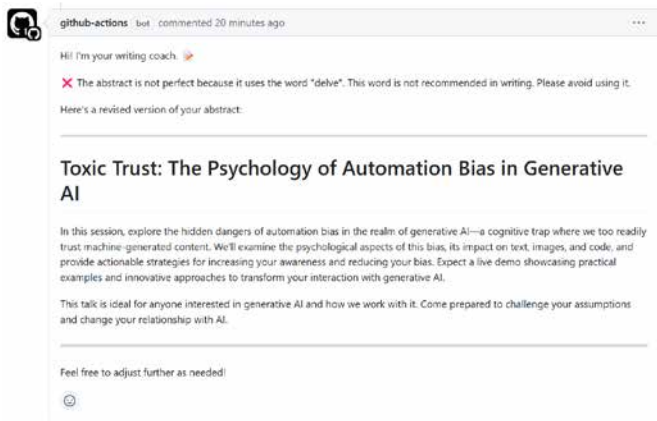 github-actions bot commented 20 minutes ago
Hi! I'm your writing coach.
The abstract is not perfect because it uses the word "delve". This word is not recommended in writing. Please avoid using it.
Here's a revised version of your abstract:
Toxic Trust: The Psychology of Automation Bias in Generative
AI
In this session, explore the hidden dangers of automation bias in the realm of generative AI—a cognitive trap where we too readily
trust machine-generated content. We'll examine the psychological aspects of this bias, its impact on text, images, and code, and
provide actionable strategies for increasing your awareness and reducing your bias. Expect a live demo showcasing practical
examples and innovative approaches to transform your interaction with generative AI.
This talk is ideal for anyone interested in generative AI and how we work with it. Come prepared to challenge your assumptions
and change your relationship with AI.
Feel free to adjust further as needed!